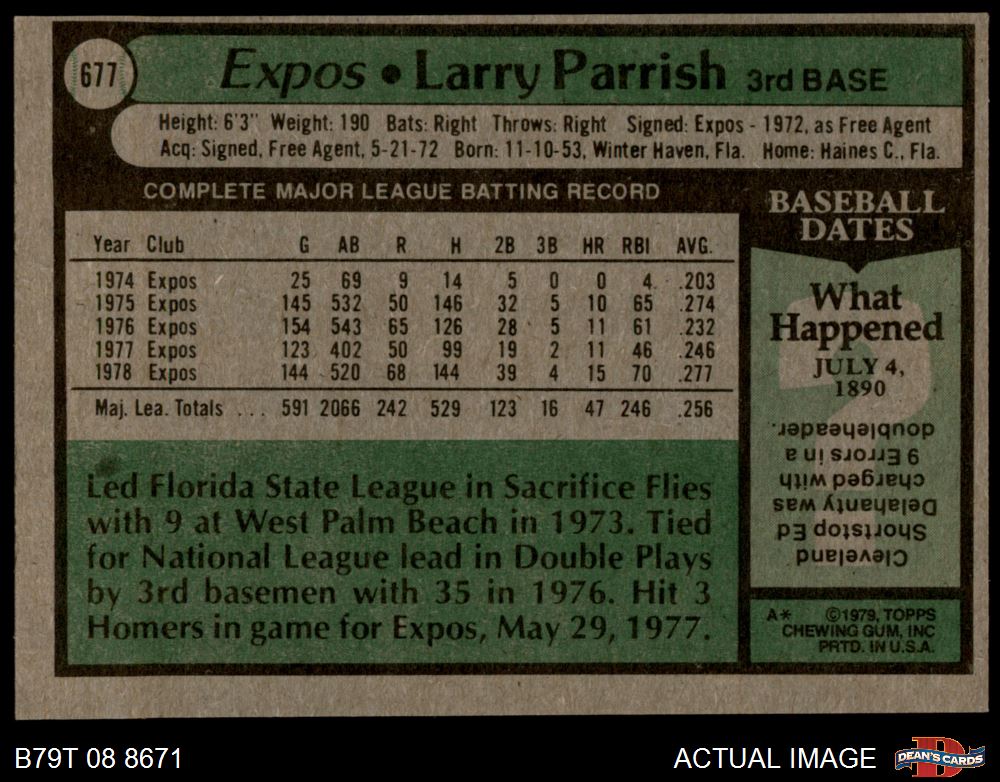 677
Expos • Larry Parrish 3rd BASE
Height: 6'3" Weight: 190 Bats: Right Throws: Right Signed: Expos - 1972, as Free Agent
Acq: Signed, Free Agent, 5-21-72 Born: 11-10-53, Winter Haven, Fla. Home: Haines C., Fla.
COMPLETE MAJOR LEAGUE BATTING RECORD
Year Club G AB R H 2B 3B HR RBI AVG.
1974 Expos 25 69 9 14 5 0 0 4 .203
1975 Expos 145 532 50 146 32 5 10 65 .274
1976 Expos 154 543 65 126 28 5 11 61 .232
1977 Expos 123 402 50 99 19 2 11 46 .246
1978 Expos 144 520 68 144 39 4 15 70 .277
Maj. Lea. Totals ... 591 2066 242 529 123 16 47 246 .256
Led Florida State League in Sacrifice Flies
with 9 at West Palm Beach in 1973. Tied
for National League lead in Double Plays
by 3rd basemen with 35 in 1976. Hit 3
Homers in game for Expos, May 29, 1977.
BASEBALL
DATES
What
Happened
JULY 4,
1890
Cleveland
Shortstop Ed
Delahanty was
charged with
9 Errors in a
doubleheader.
A* ©1979, TOPPS
CHEWING GUM, INC
PRTD. IN U.S.A.
B79T 08 8671
ACTUAL IMAGE
D
DEAN'S CARDS